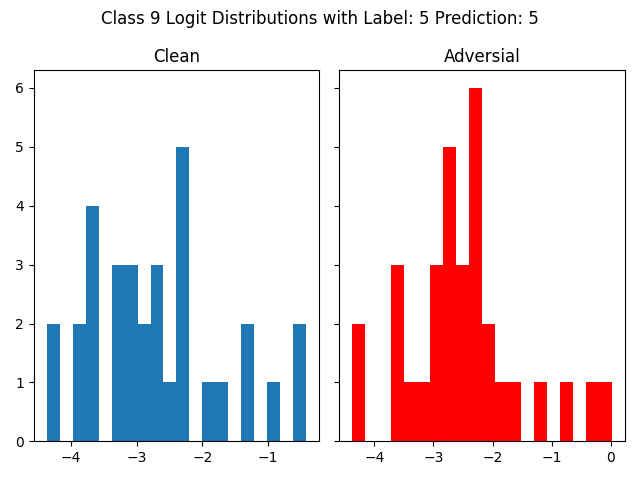 Class 9 Logit Distributions with Label: 5 Prediction: 5
Clean
Adversial
6
5
4
3
2
1
0
−4 −3 −2 −1
−4 −3 −2 −1 0